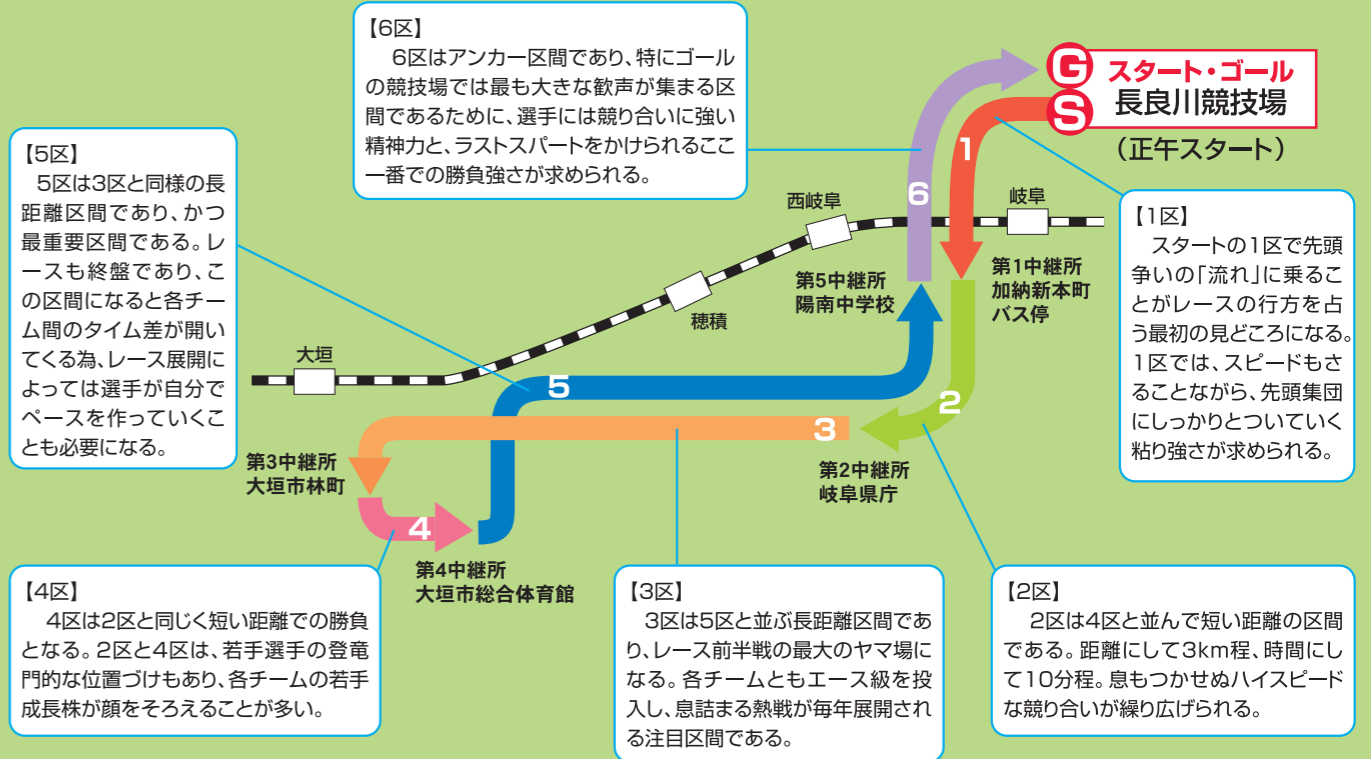 【6区】
6区はアンカー区間であり、特にゴール
の競技場では最も大きな歓声が集まる区
間であるために、選手には競り合いに強い
精神力と、ラストスパートをかけられるここ
一番での勝負強さが求められる。
G
S
スタート・ゴール
長良川競技場
(正午スタート)
【5区】
5区は3区と同様の長
距離区間であり、かつ
最重要区間である。レ
ースも終盤であり、こ
の区間になると各チー
ム間のタイム差が開い
てくる為、レース展開に
よっては選手が自分で
ペースを作っていくこ
とも必要になる。
【1区】
スタートの1区で先頭
争いの「流れ」に乗るこ
とがレースの行方を占
う最初の見どころになる。
1区では、スピードもさ
ることながら、先頭集団
にしっかりとついていく
粘り強さが求められる。
1
6
西岐阜
岐阜
穂積
大垣
第5中継所
陽南中学校
第1中継所
加納新本町
バス停
5
2
3
第3中継所
大垣市林町
第2中継所
岐阜県庁
4
第4中継所
大垣市総合体育館
【4区】
4区は2区と同じく短い距離での勝負
となる。2区と4区は、若手選手の登竜
門的な位置づけもあり、各チームの若手
成長株が顔をそろえることが多い。
【3区】
3区は5区と並ぶ長距離区間であ
り、レース前半戦の最大のヤマ場に
なる。各チームともエース級を投
入し、息詰まる熱戦が毎年展開され
る注目区間である。
【2区】
2区は4区と並んで短い距離の区間
である。距離にして3km程、時間にし
て10分程。息もつかせぬハイスピード
な競り合いが繰り広げられる。